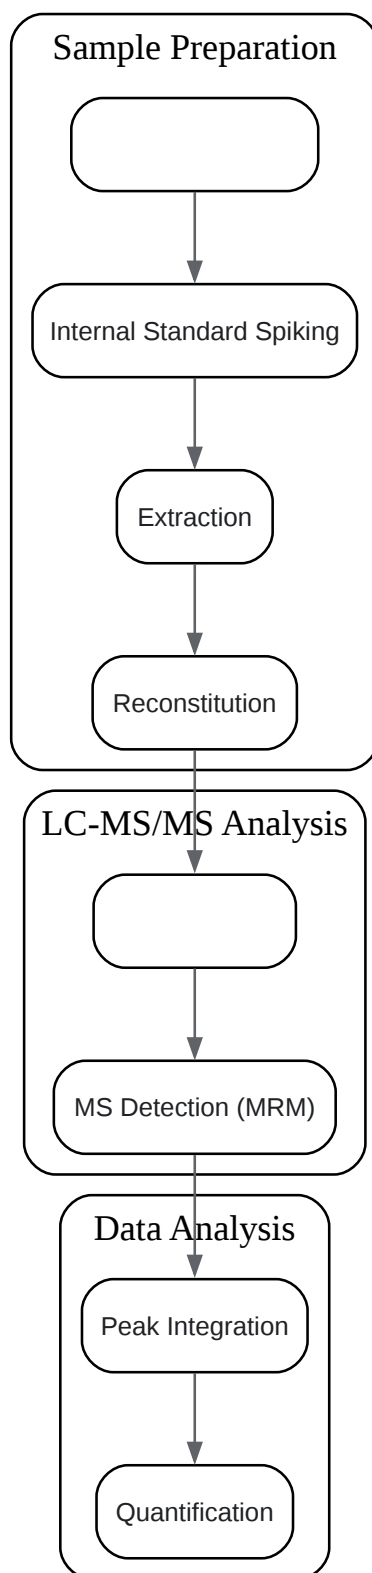 Sample Preparation
Internal Standard Spiking
Extraction
Reconstitution
LC-MS/MS Analysis
MS Detection (MRM)
Data Analysis
Peak Integration
Quantification